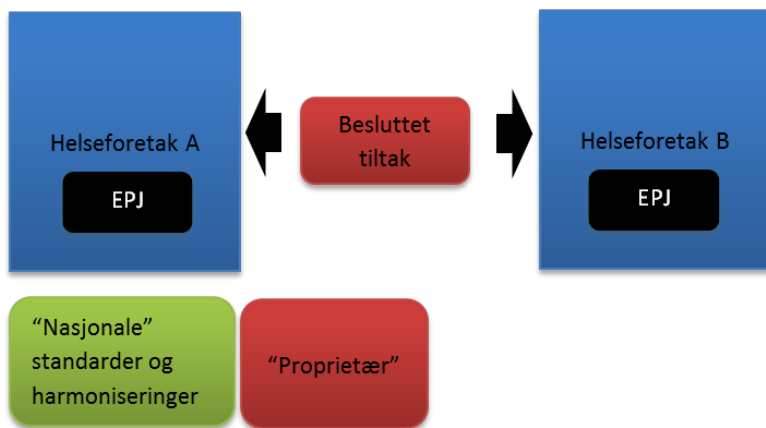 Helseforetak A
EPJ
Besluttet
tiltak
Helseforetak B
EPJ
“Nasjonale”
standarder og
harmoniseringer
“Proprietær”